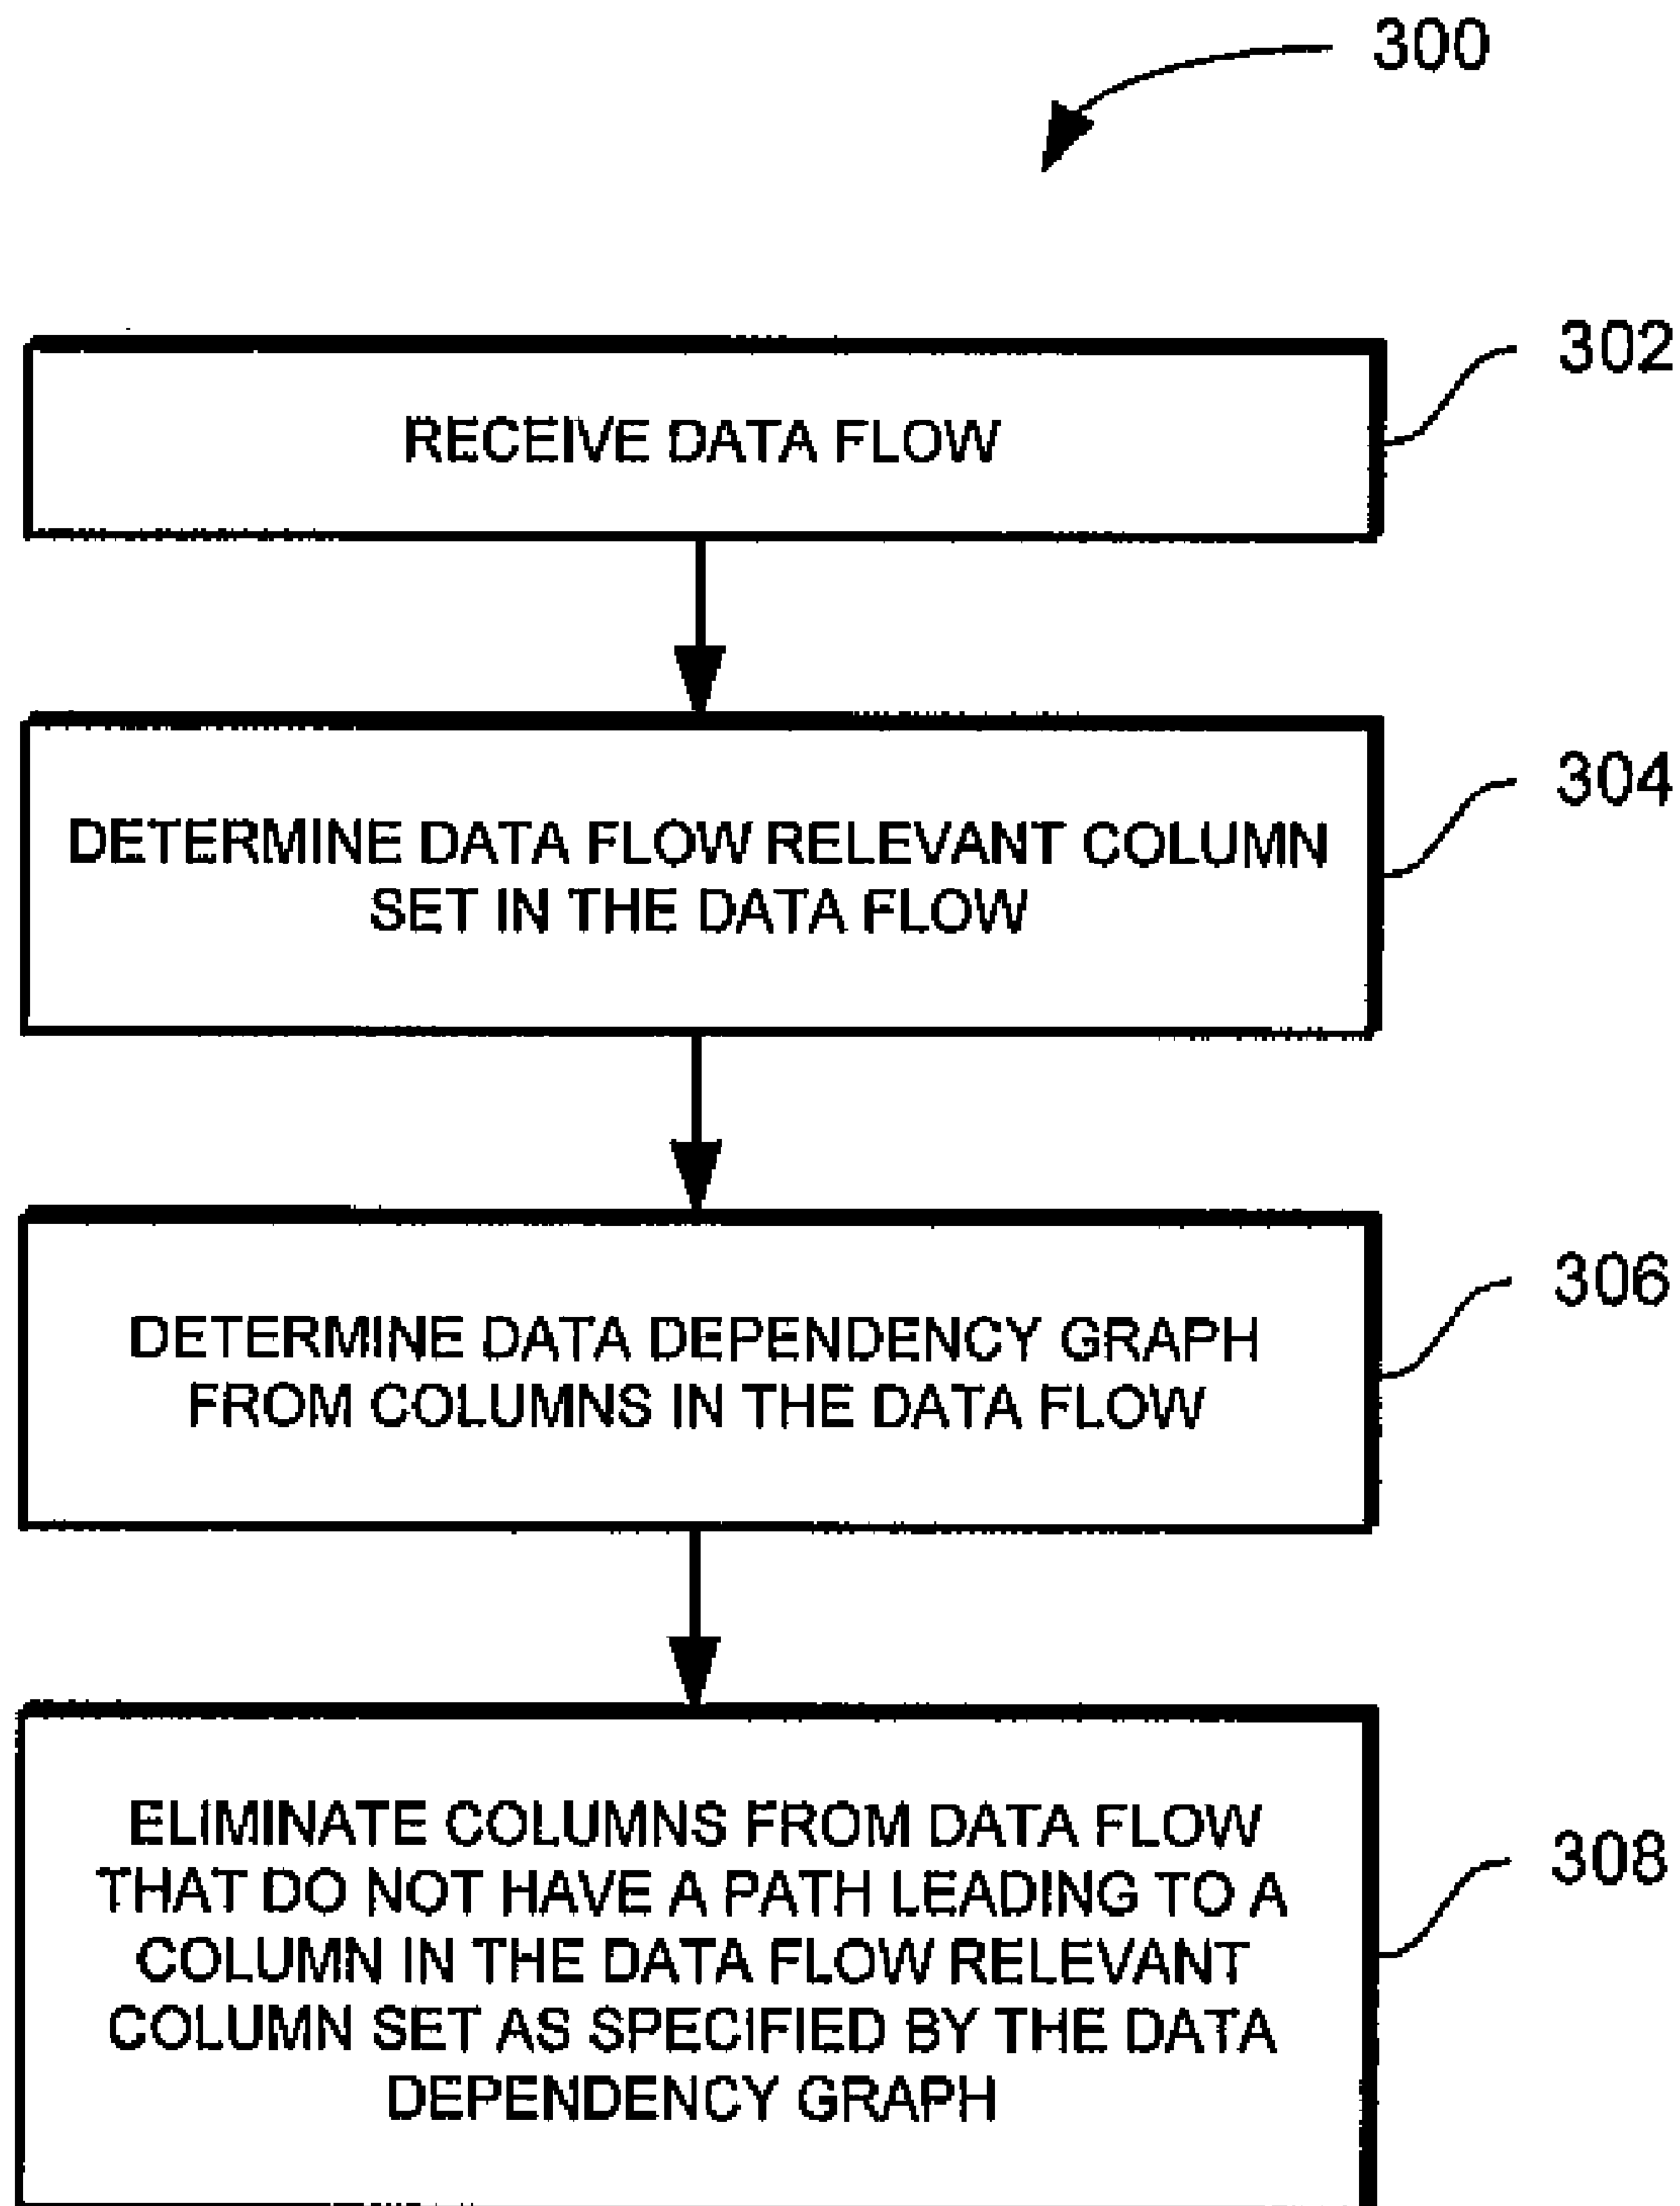 300
302
RECEIVE DATA FLOW
304
DETERMINE DATA FLOW RELEVANT COLUMN
SET IN THE DATA FLOW
306
DETERMINE DATA DEPENDENCY GRAPH
FROM COLUMNS IN THE DATA FLOW
308
ELIMINATE COLUMNS FROM DATA FLOW
THAT DO NOT HAVE A PATH LEADING TO A
COLUMN IN THE DATA FLOW RELEVANT
COLUMN SET AS SPECIFIED BY THE DATA
DEPENDENCY GRAPH